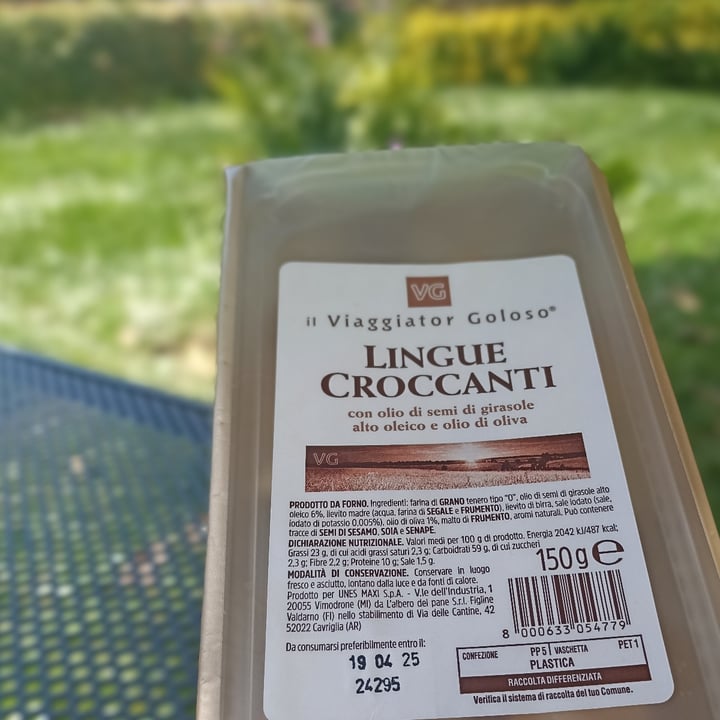 VG
il Viaggiator Goloso®
LINGUE
CROCCANTI
con olio di semi di girasole
alto oleico e olio di oliva
VG
PRODOTTO DA FORNO. Ingredienti: farina di GRANO tenero tipo "0", olio di semi di girasole alto
oleico 6%, lievito madre (acqua, farina di SEGALE e FRUMENTO), lievito di birra, sale iodato (sale,
iodato di potassio 0,005%), olio di oliva 1%, malto di FRUMENTO, aromi naturali. Può contenere
tracce di SEMI DI SESAMO, SOIA e SENAPE.
DICHIARAZIONE NUTRIZIONALE. Valori medi per 100 g di prodotto. Energia 2042 kJ/487 kcal;
Grassi 23 g, di cui acidi grassi saturi 2,3 g; Carboidrati 59 g, di cui zuccheri
2,3 g; Fibre 2,2 g; Proteine 10 g; Sale 1,5 g.
MODALITÀ DI CONSERVAZIONE. Conservare in luogo
fresco e asciutto, lontano dalla luce e da fonti di calore.
Prodotto per UNES MAXI S.p.A. - V.le dell'Industria, 1
20055 Vimodrone (MI) da L'albero del pane S.r.l. Figline
Valdarno (FI) nello stabilimento di Via delle Cantine, 42
52022 Cavriglia (AR)
150 g e
8 000633 054779
Da consumarsi preferibilmente entro il:
19 04 25
24295
CONFEZIONE PP 5 VASCHETTA PET 1
PLASTICA
RACCOLTA DIFFERENZIATA
Verifica il sistema di raccolta del tuo Comune.